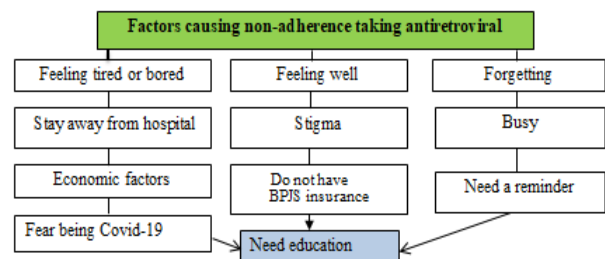 Factors causing non-adherence taking antiretroviral
Feeling tired or bored
Feeling well
Forgetting
Stay away from hospital
Stigma
Busy
Economic factors
Do not have
BPJS insurance
Need a reminder
Fear being Covid-19
Need education